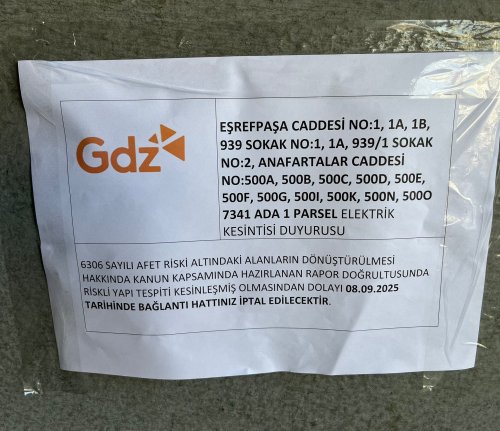 Gdz
EŞREFPAŞA CADDESİ NO:1, 1A, 1B,
939 SOKAK NO:1, 1A, 939/1 SOKAK
NO:2, ANAFARTALAR CADDESİ
NO:500A, 500B, 500C, 500D, 500E,
500F, 500G, 500I, 500K, 500N, 500O
7341 ADA 1 PARSEL ELEKTRİK
KESİNTİSİ DUYURUSU
6306 SAYILI AFET RİSKİ ALTINDAKİ ALANLARIN DÖNÜŞTÜRÜLMESİ
HAKKINDA KANUN KAPSAMINDA HAZIRLANAN RAPOR DOĞRULTUSUNDA
RİSKLİ YAPI TESPİTİ KESİNLEŞMİŞ OLMASINDAN DOLAYI 08.09.2025
TARİHİNDE BAĞLANTI HATTINIZ İPTAL EDİLECEKTİR.